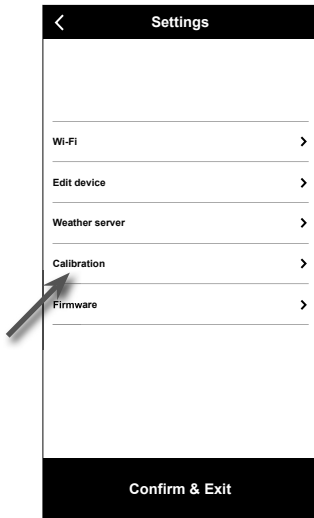 Settings
Wi-Fi
Edit device
Weather server
Calibration
Firmware
Confirm & Exit